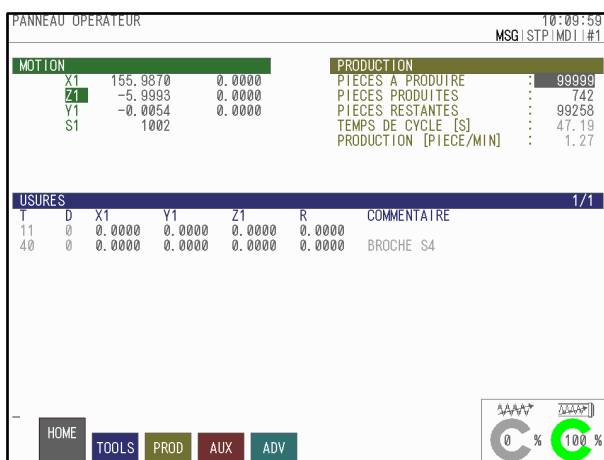 PANNEAU OPERATEUR 10:09:59
MSG|STP|MDI|#1
MOTION
X1 155.9870 0.0000
Z1 -5.9993 0.0000
Y1 -0.0054 0.0000
S1 1002
PRODUCTION
PIECES A PRODUIRE : 99999
PIECES PRODUITES : 742
PIECES RESTANTES : 99258
TEMPS DE CYCLE [S] : 47.19
PRODUCTION [PIECE/MIN] : 1.27
USURES 1/1
T D X1 Y1 Z1 R COMMENTAIRE
11 0 0.0000 0.0000 0.0000 0.0000
40 0 0.0000 0.0000 0.0000 0.0000 BROCHE S4
HOME TOOLS PROD AUX ADV
0 % 100 %